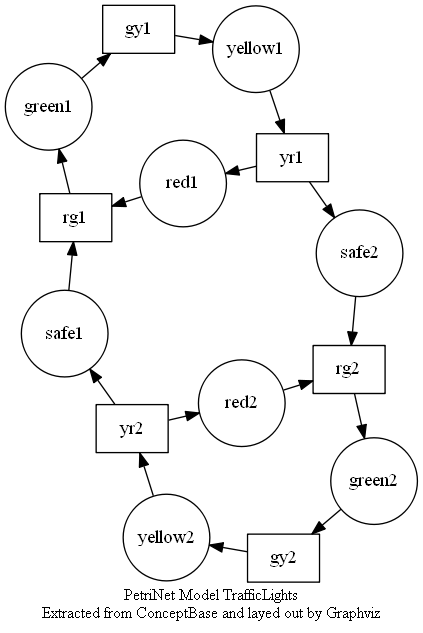 gy1
yellow1
green1
yr1
red1
rg1
safe2
safe1
rg2
red2
yr2
green2
yellow2
gy2
PetriNet Model TrafficLights
Extracted from ConceptBase and layed out by Graphviz